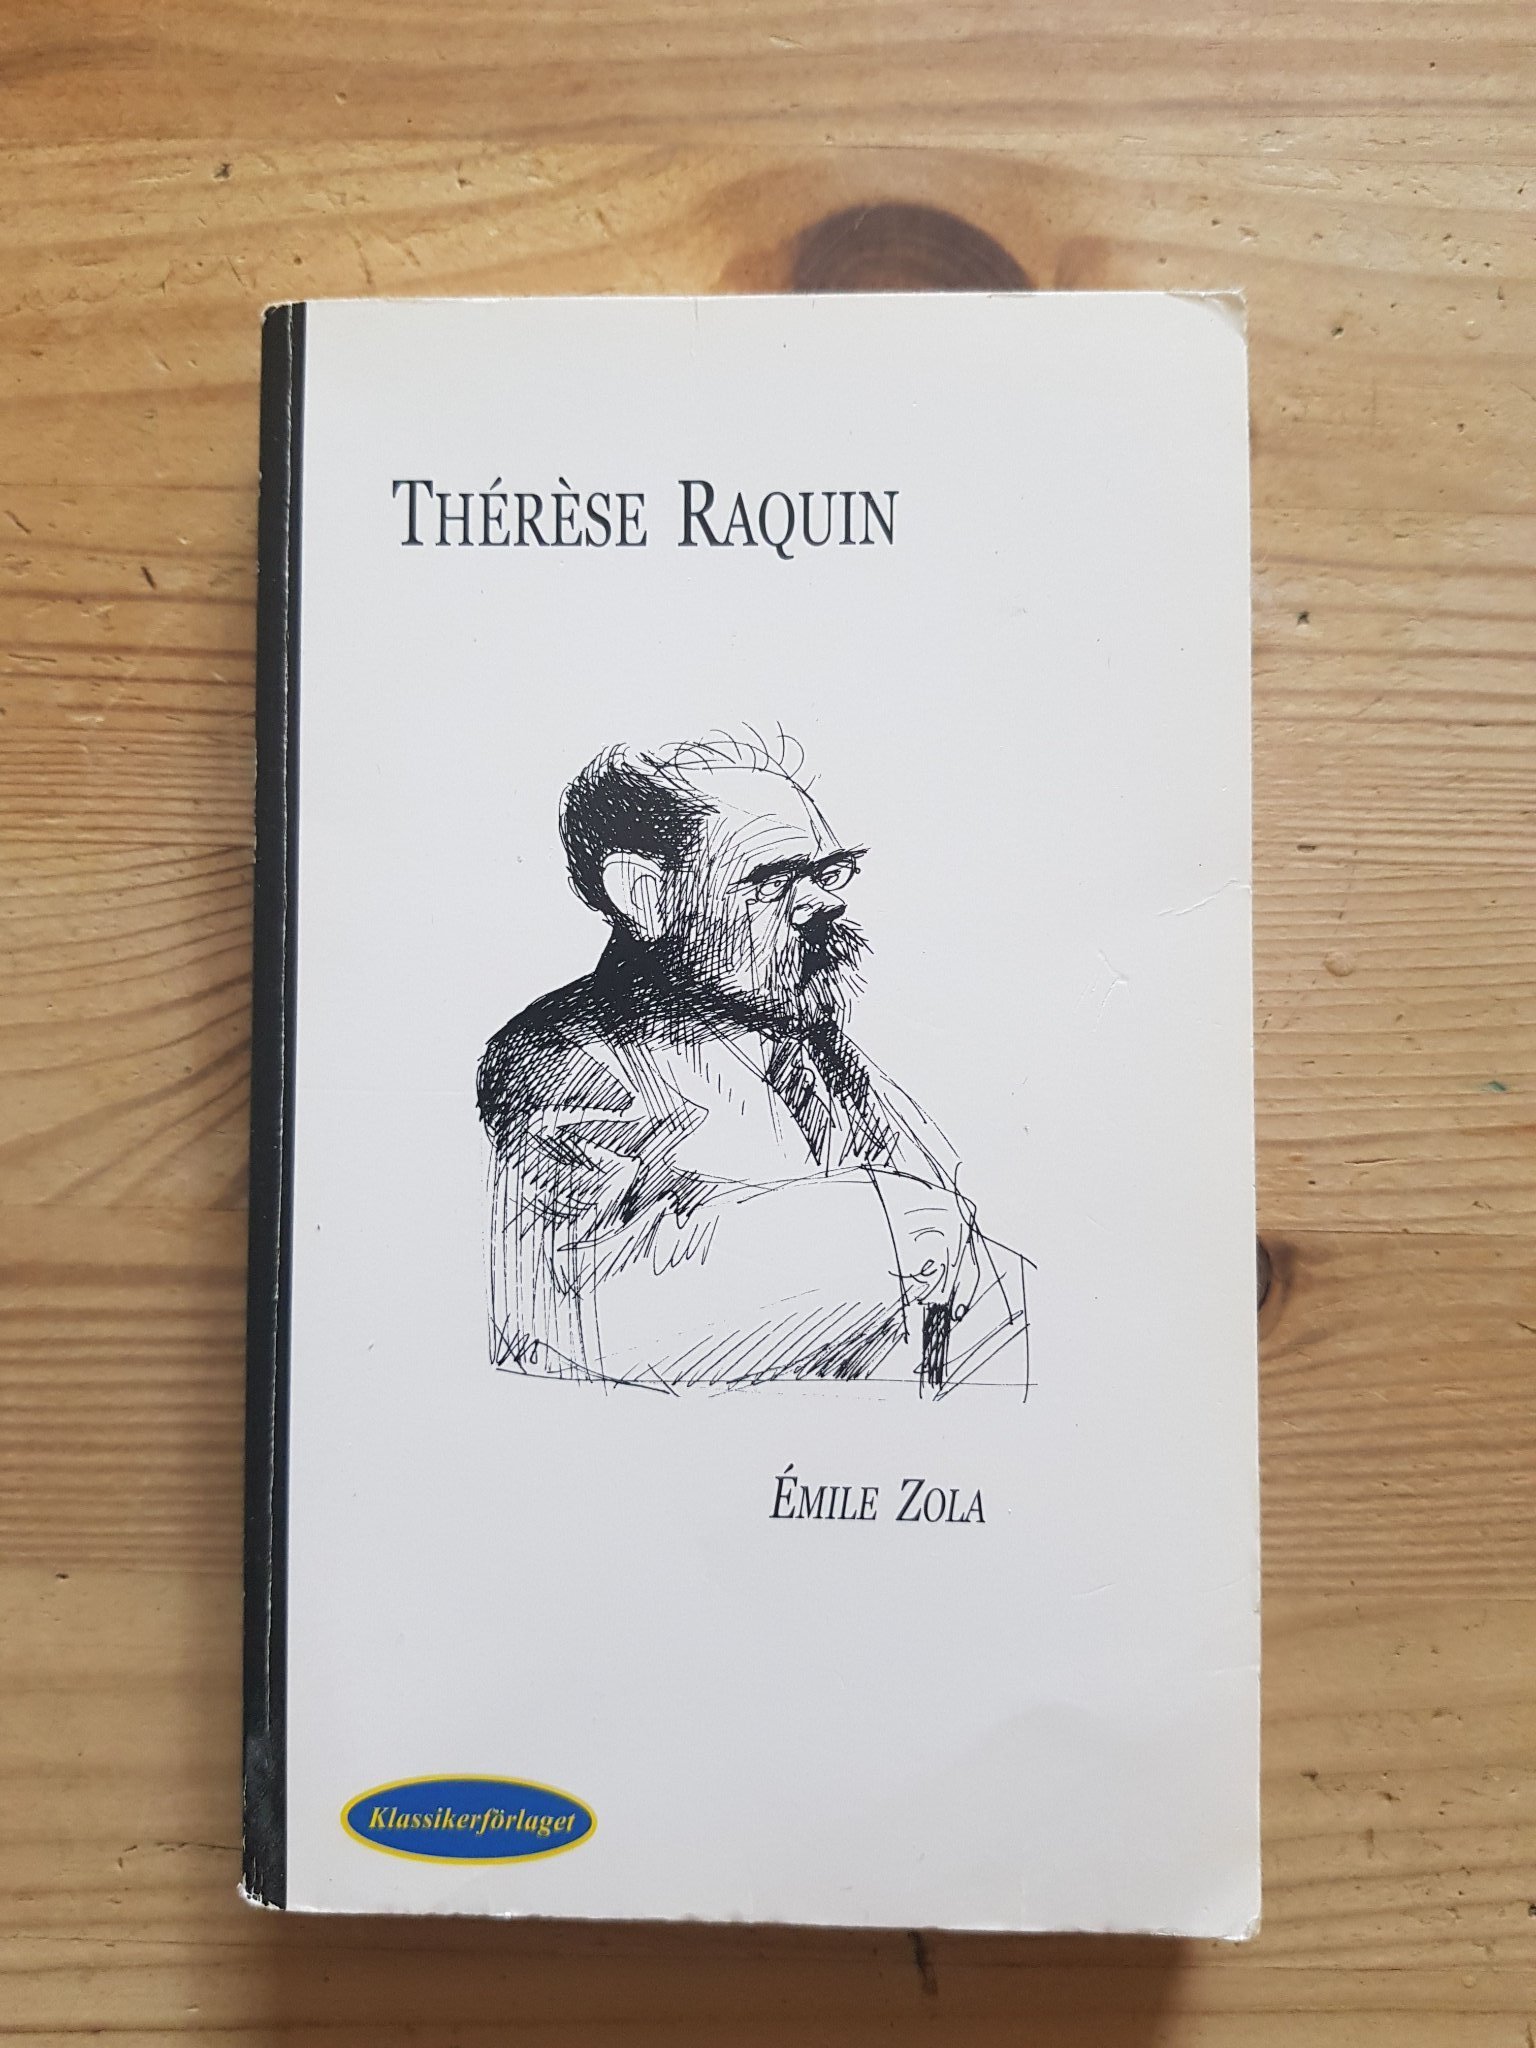 THÉRÈSE RAQUIN
ÉMILE ZOLA
Klassikerförlaget